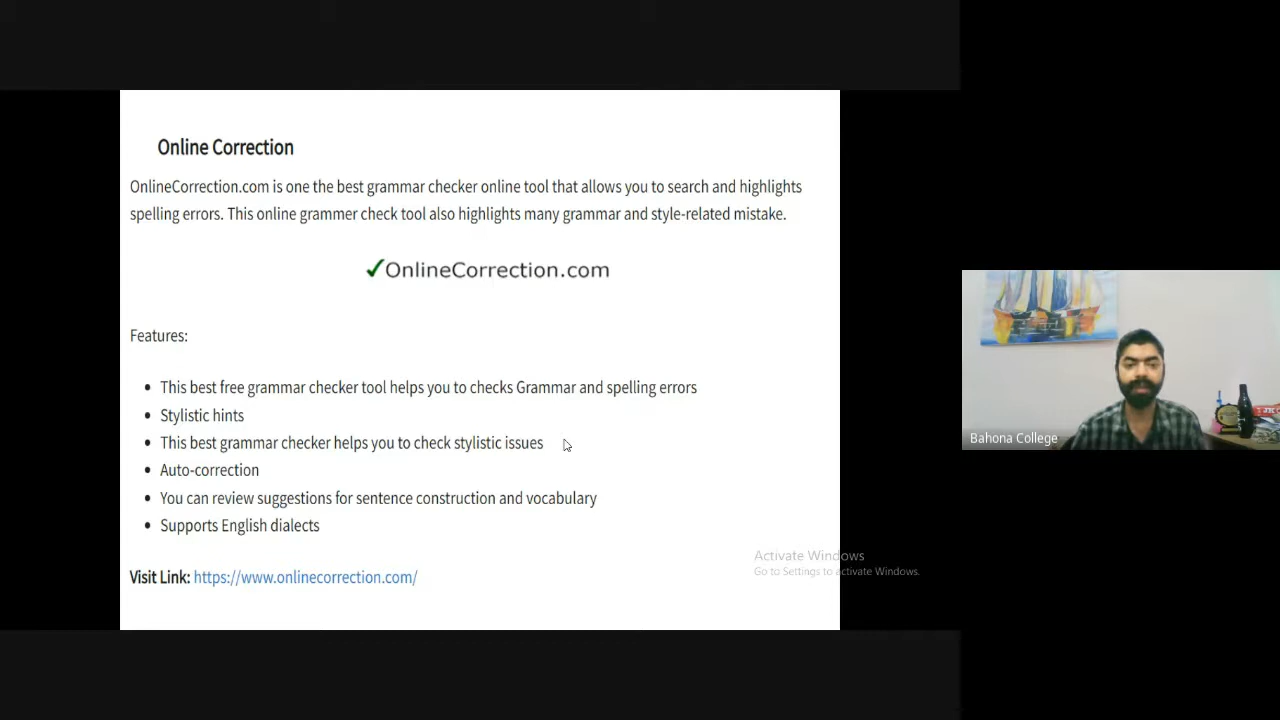 Online Correction
OnlineCorrection.com is one the best grammar checker online tool that allows you to search and highlights
spelling errors. This online grammer check tool also highlights many grammar and style-related mistake.
✓OnlineCorrection.com
Features:
• This best free grammar checker tool helps you to checks Grammar and spelling errors
• Stylistic hints
• This best grammar checker helps you to check stylistic issues
• Auto-correction
• You can review suggestions for sentence construction and vocabulary
• Supports English dialects
Visit Link: https://www.onlinecorrection.com/
Activate Windows
Go to Settings to activate Windows.
Bahona College